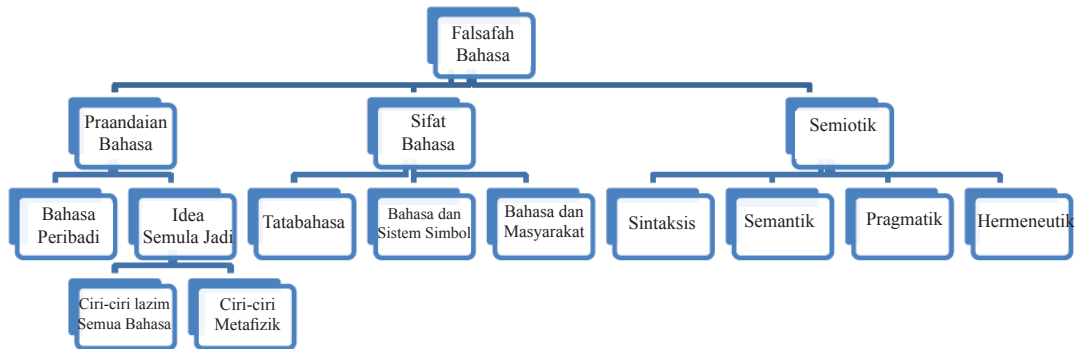 Falsafah
Bahasa
Praandaian
Bahasa
Sifat
Bahasa
Semiotik
Bahasa
Peribadi
Idea
Semula Jadi
Tatabahasa
Bahasa dan
Sistem Simbol
Bahasa dan
Masyarakat
Sintaksis
Semantik
Pragmatik
Hermeneutik
Ciri-ciri lazim
Semua Bahasa
Ciri-ciri
Metafizik